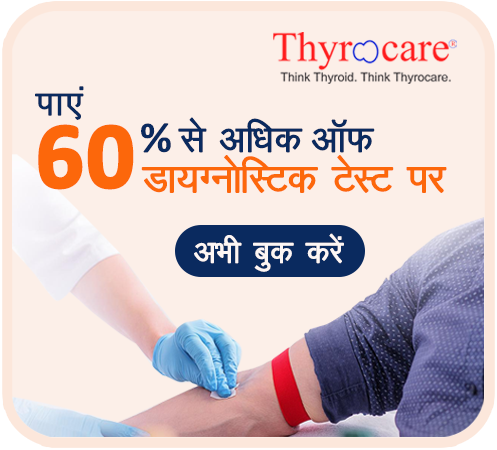 Thyrocare®
Think Thyroid. Think Thyrocare.
पाएं
60% से अधिक ऑफ
डायग्नोस्टिक टेस्ट पर
अभी बुक करें